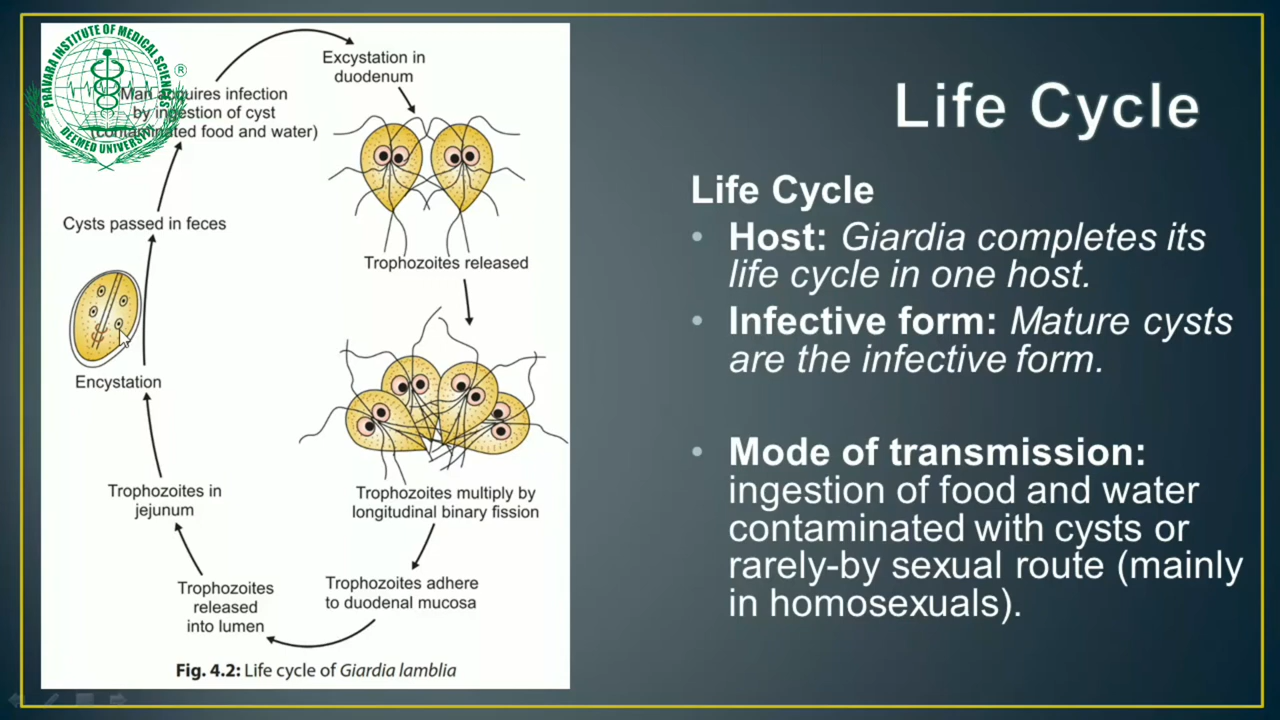 PRAVARA INSTITUTE OF MEDICAL SCIENCES
DEEMED UNIVERSITY
®
Man acquires infection
by ingestion of cyst
(contaminated food and water)
Excystation in
duodenum
Trophozoites released
Trophozoites multiply by
longitudinal binary fission
Trophozoites adhere
to duodenal mucosa
Trophozoites
released
into lumen
Trophozoites in
jejunum
Encystation
Cysts passed in feces
Fig. 4.2: Life cycle of Giardia lamblia
Life Cycle
Life Cycle
• Host: Giardia completes its
life cycle in one host.
• Infective form: Mature cysts
are the infective form.
• Mode of transmission:
ingestion of food and water
contaminated with cysts or
rarely-by sexual route (mainly
in homosexuals).